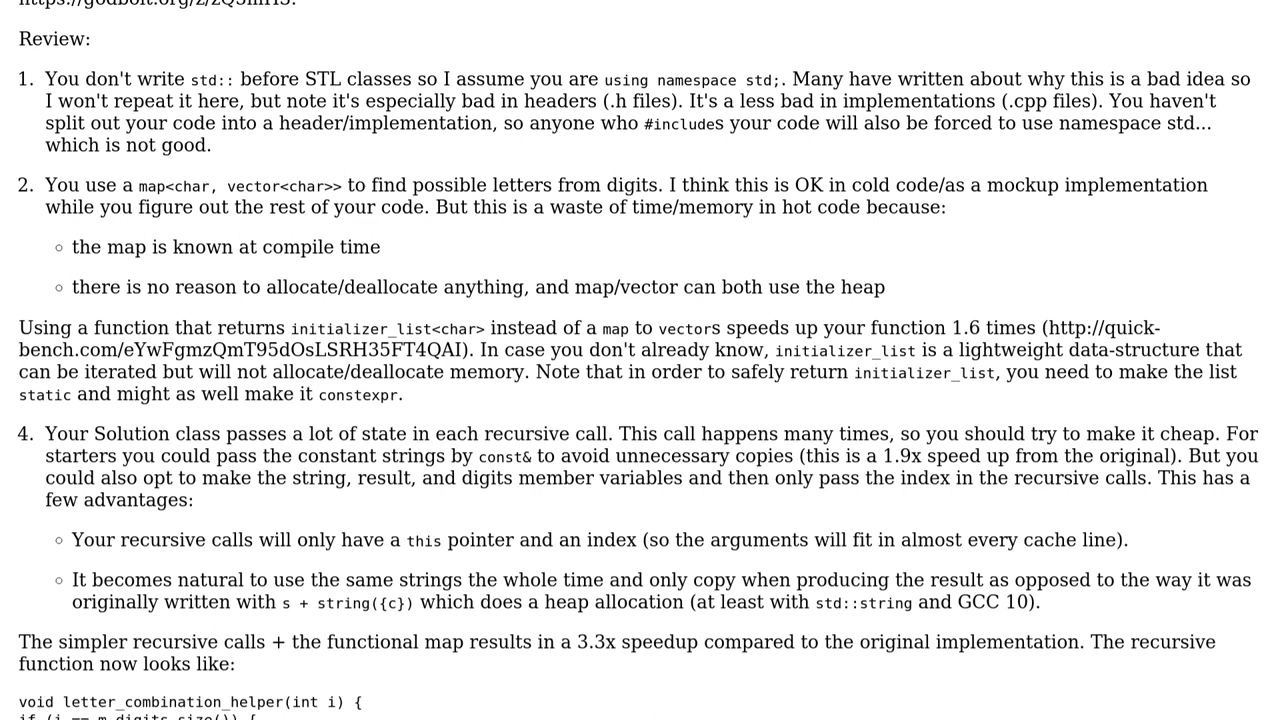 Review:
1. You don't write std:: before STL classes so I assume you are using namespace std;. Many have written about why this is a bad idea so
I won't repeat it here, but note it's especially bad in headers (.h files). It's a less bad in implementations (.cpp files). You haven't
split out your code into a header/implementation, so anyone who #includes your code will also be forced to use namespace std...
which is not good.
2. You use a map<char, vector<char>> to find possible letters from digits. I think this is OK in cold code/as a mockup implementation
while you figure out the rest of your code. But this is a waste of time/memory in hot code because:
◦ the map is known at compile time
◦ there is no reason to allocate/deallocate anything, and map/vector can both use the heap
Using a function that returns initializer_list<char> instead of a map to vectors speeds up your function 1.6 times (http://quick-
bench.com/eYwFgmzQmT95dOsLSRH35FT4QAI). In case you don't already know, initializer_list is a lightweight data-structure that
can be iterated but will not allocate/deallocate memory. Note that in order to safely return initializer_list, you need to make the list
static and might as well make it constexpr.
4. Your Solution class passes a lot of state in each recursive call. This call happens many times, so you should try to make it cheap. For
starters you could pass the constant strings by const& to avoid unnecessary copies (this is a 1.9x speed up from the original). But you
could also opt to make the string, result, and digits member variables and then only pass the index in the recursive calls. This has a
few advantages:
◦ Your recursive calls will only have a this pointer and an index (so the arguments will fit in almost every cache line).
◦ It becomes natural to use the same strings the whole time and only copy when producing the result as opposed to the way it was
originally written with s + string({c}) which does a heap allocation (at least with std::string and GCC 10).
The simpler recursive calls + the functional map results in a 3.3x speedup compared to the original implementation. The recursive
function now looks like:
void letter_combination_helper(int i) {